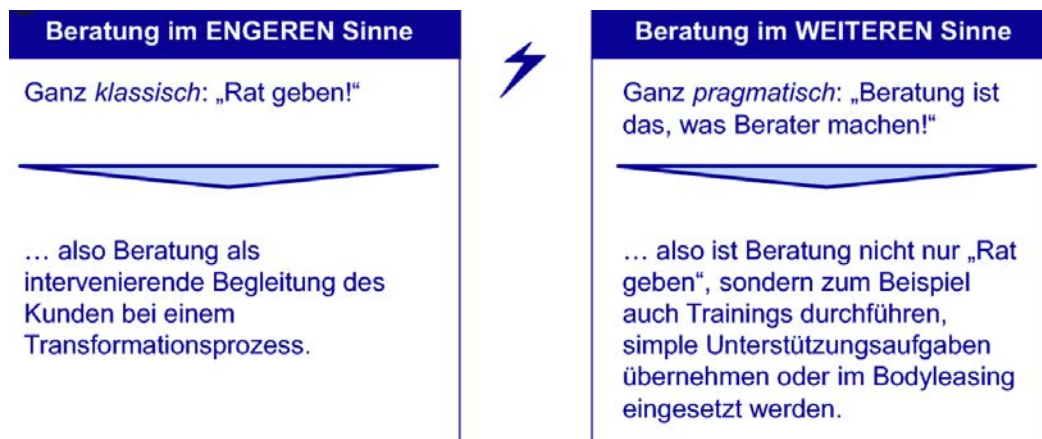 Beratung im ENGEREN Sinne
Ganz klassisch: „Rat geben!“
… also Beratung als
intervenierende Begleitung des
Kunden bei einem
Transformationsprozess.
Beratung im WEITEREN Sinne
Ganz pragmatisch: „Beratung ist
das, was Berater machen!“
… also ist Beratung nicht nur „Rat
geben“, sondern zum Beispiel
auch Trainings durchführen,
simple Unterstützungsaufgaben
übernehmen oder im Bodyleasing
eingesetzt werden.